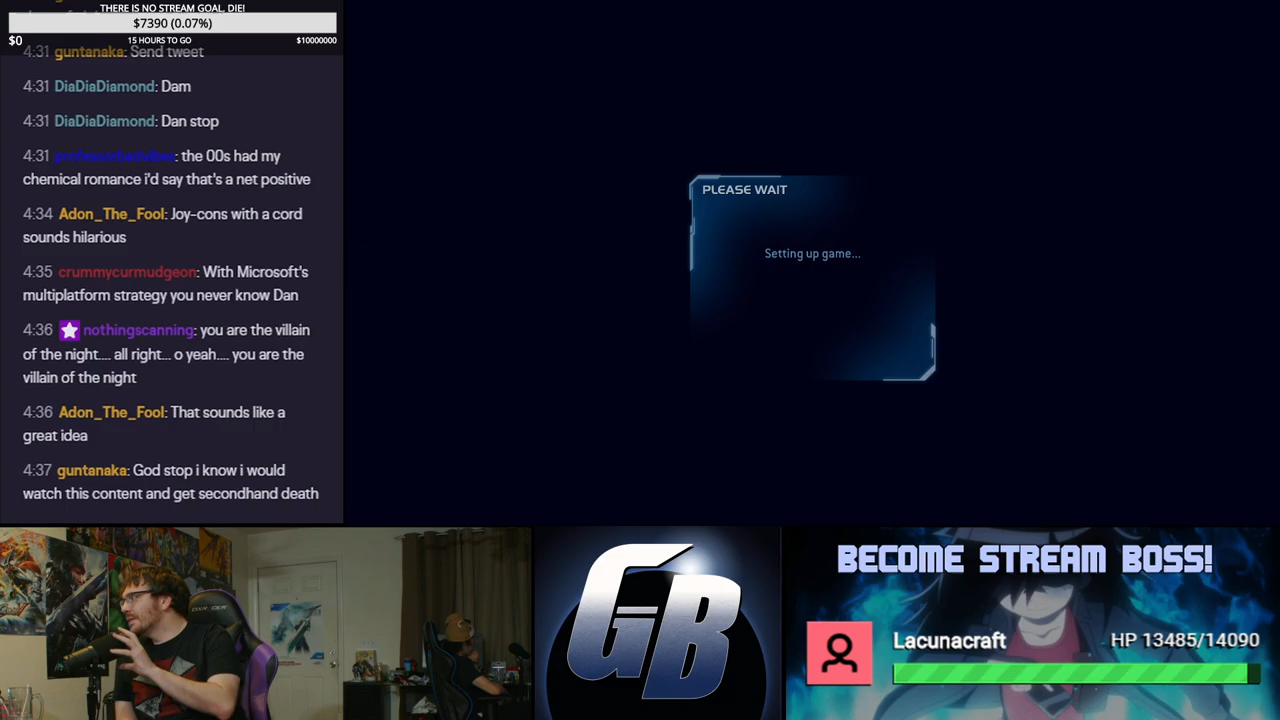 THERE IS NO STREAM GOAL, DIE!
$7390 (0.07%)
$0
15 HOURS TO GO
$10000000
4:31 guntanaka: Send tweet
4:31 DiaDiaDiamond: Dam
4:31 DiaDiaDiamond: Dan stop
4:31 professorbadvibes: the 00s had my
chemical romance i'd say that's a net positive
4:34 Adon_The_Fool: Joy-cons with a cord
sounds hilarious
4:35 crummycurmudgeon: With Microsoft's
multiplatform strategy you never know Dan
4:36 nothingscanning: you are the villain
of the night.... all right... o yeah.... you are the
villain of the night
4:36 Adon_The_Fool: That sounds like a
great idea
4:37 guntanaka: God stop i know i would
watch this content and get secondhand death
PLEASE WAIT
Setting up game...
GB
BECOME STREAM BOSS!
Lacunacraft
HP 13485/14090